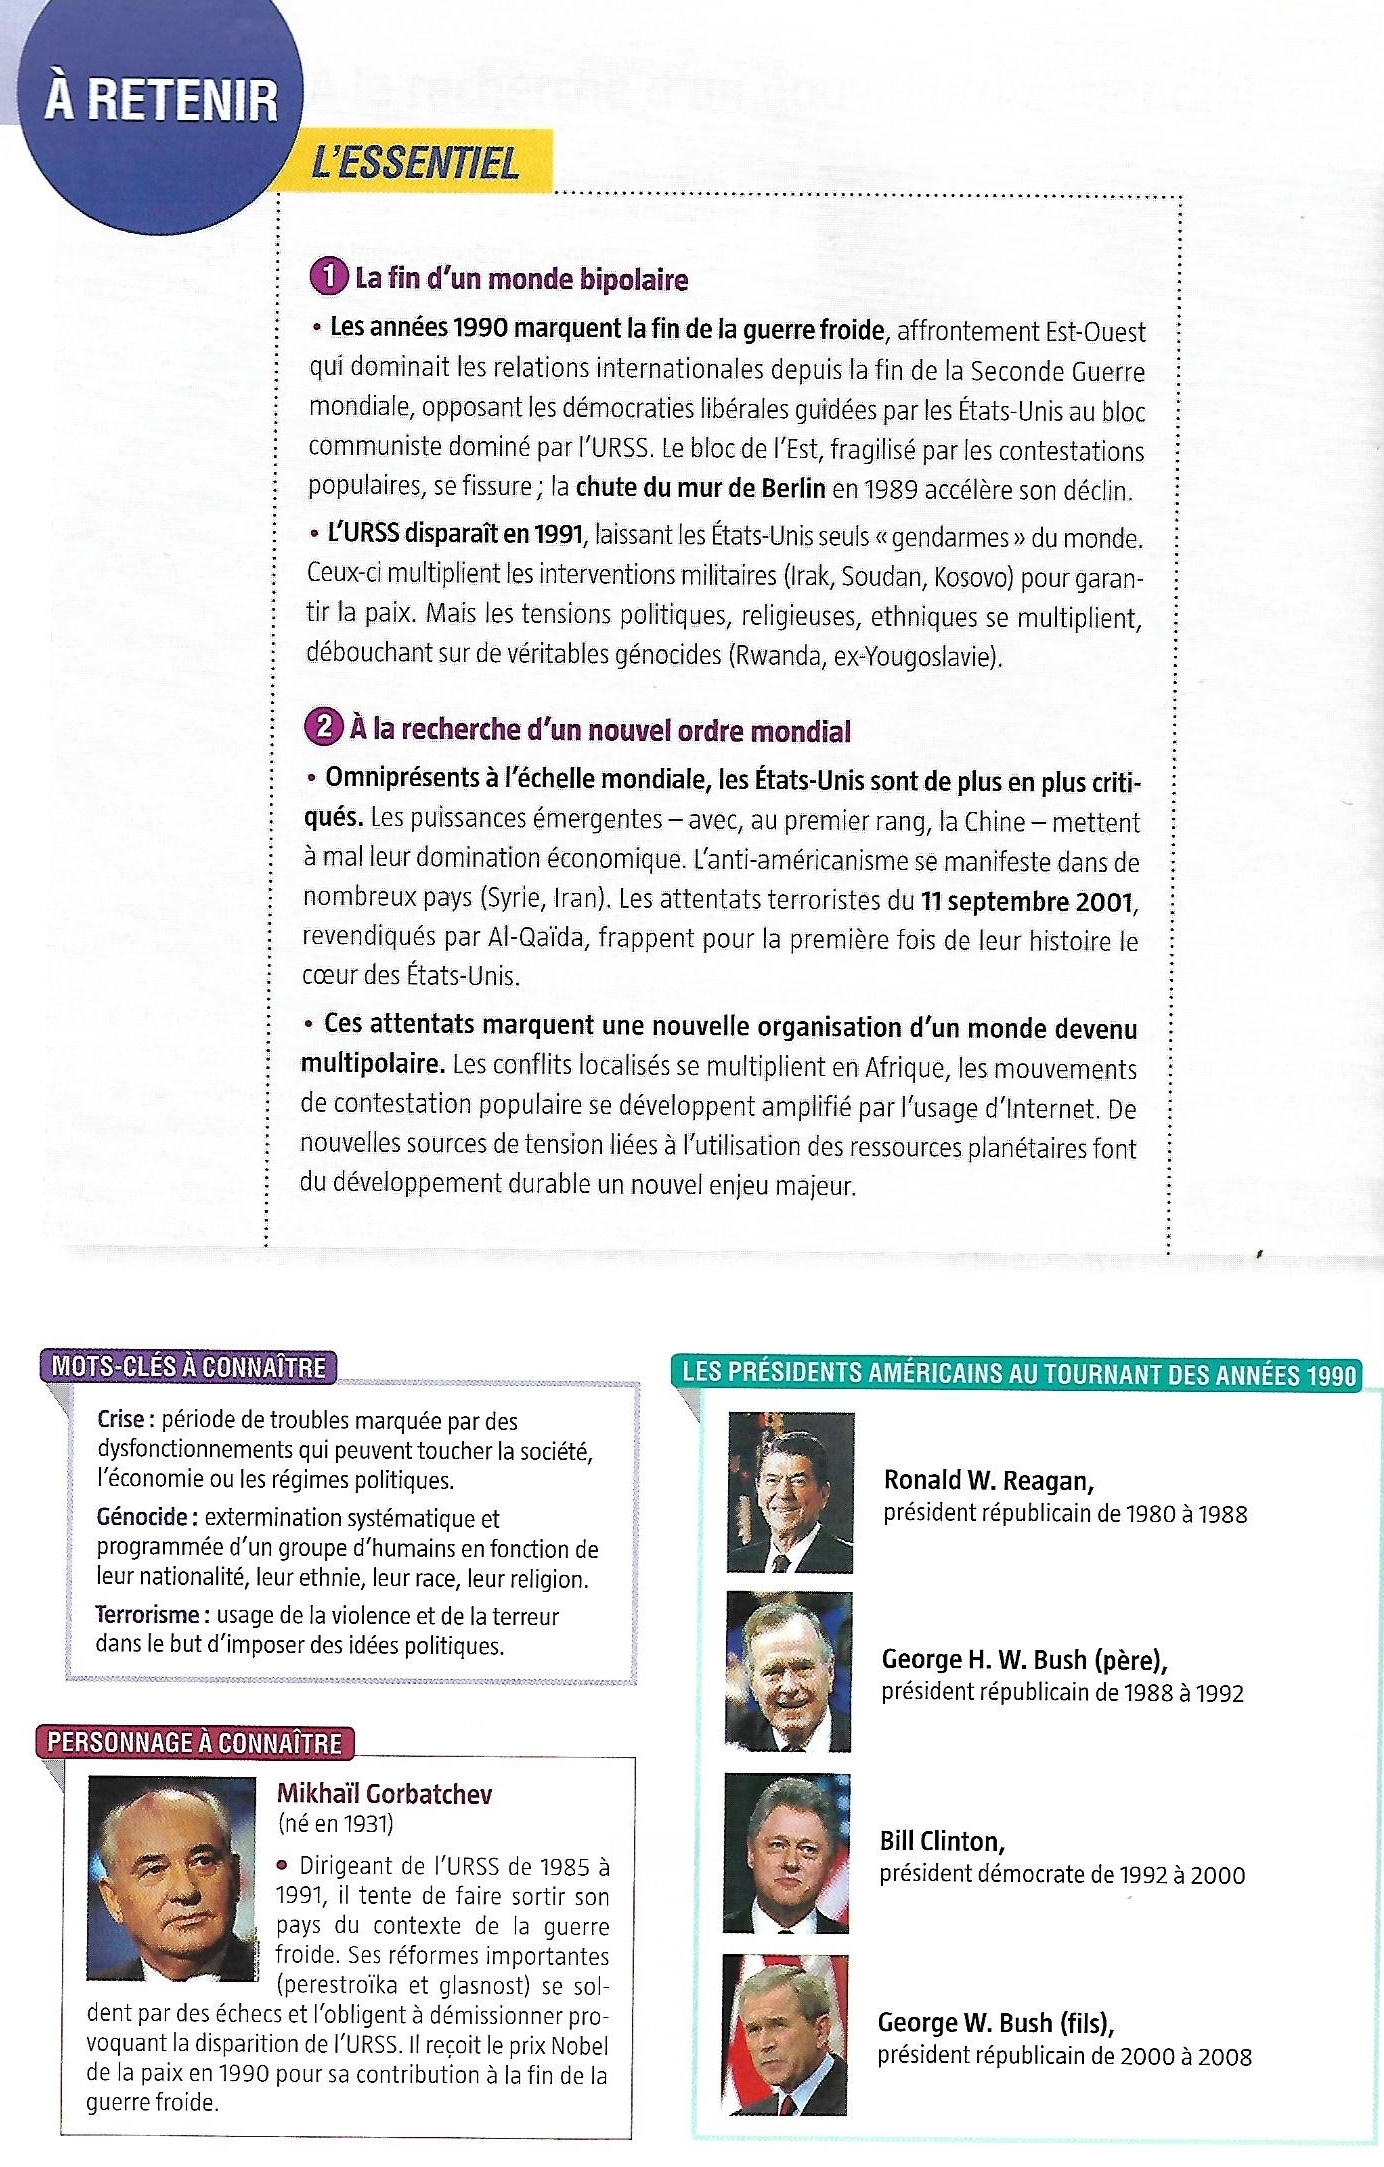 À RETENIR
L'ESSENTIEL
1 La fin d'un monde bipolaire
• Les années 1990 marquent la fin de la guerre froide, affrontement Est-Ouest
qui dominait les relations internationales depuis la fin de la Seconde Guerre
mondiale, opposant les démocraties libérales guidées par les États-Unis au bloc
communiste dominé par l'URSS. Le bloc de l'Est, fragilisé par les contestations
populaires, se fissure ; la chute du mur de Berlin en 1989 accélère son déclin.
• L'URSS disparaît en 1991, laissant les États-Unis seuls « gendarmes » du monde.
Ceux-ci multiplient les interventions militaires (Irak, Soudan, Kosovo) pour garan-
tir la paix. Mais les tensions politiques, religieuses, ethniques se multiplient,
débouchant sur de véritables génocides (Rwanda, ex-Yougoslavie).
2 À la recherche d'un nouvel ordre mondial
• Omniprésents à l'échelle mondiale, les États-Unis sont de plus en plus criti-
qués. Les puissances émergentes – avec, au premier rang, la Chine – mettent
à mal leur domination économique. L'anti-américanisme se manifeste dans de
nombreux pays (Syrie, Iran). Les attentats terroristes du 11 septembre 2001,
revendiqués par Al-Qaïda, frappent pour la première fois de leur histoire le
cœur des États-Unis.
• Ces attentats marquent une nouvelle organisation d'un monde devenu
multipolaire. Les conflits localisés se multiplient en Afrique, les mouvements
de contestation populaire se développent amplifié par l'usage d'Internet. De
nouvelles sources de tension liées à l'utilisation des ressources planétaires font
du développement durable un nouvel enjeu majeur.
MOTS-CLÉS À CONNAÎTRE
Crise : période de troubles marquée par des
dysfonctionnements qui peuvent toucher la société,
l'économie ou les régimes politiques.
Génocide : extermination systématique et
programmée d'un groupe d'humains en fonction de
leur nationalité, leur ethnie, leur race, leur religion.
Terrorisme : usage de la violence et de la terreur
dans le but d'imposer des idées politiques.
PERSONNAGE À CONNAÎTRE
Mikhaïl Gorbatchev
(né en 1931)
• Dirigeant de l'URSS de 1985 à
1991, il tente de faire sortir son
pays du contexte de la guerre
froide. Ses réformes importantes
(perestroïka et glasnost) se sol-
dent par des échecs et l'obligent à démissionner pro-
voquant la disparition de l'URSS. Il reçoit le prix Nobel
de la paix en 1990 pour sa contribution à la fin de la
guerre froide.
LES PRÉSIDENTS AMÉRICAINS AU TOURNANT DES ANNÉES 1990
Ronald W. Reagan,
président républicain de 1980 à 1988
George H. W. Bush (père),
président républicain de 1988 à 1992
Bill Clinton,
président démocrate de 1992 à 2000
George W. Bush (fils),
président républicain de 2000 à 2008